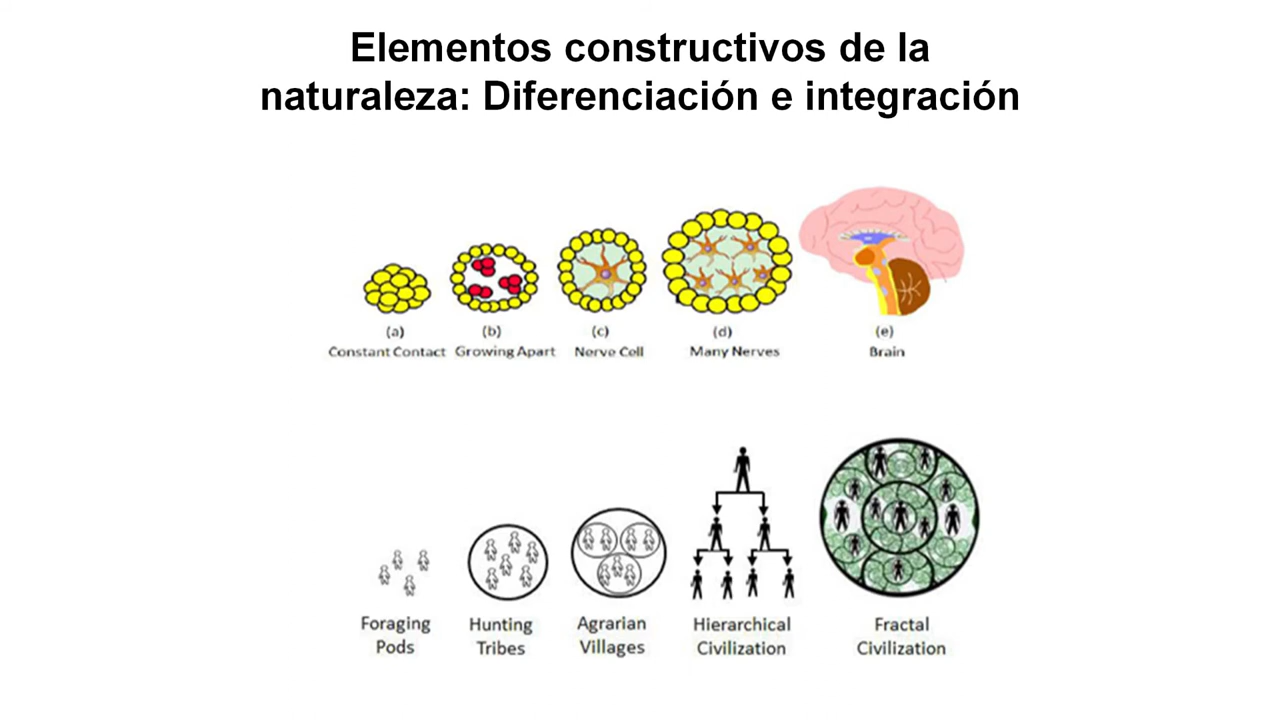 Elementos constructivos de la
naturaleza: Diferenciación e integración
(a)
Constant Contact
(b)
Growing Apart
(c)
Nerve Cell
(d)
Many Nerves
(e)
Brain
Foraging
Pods
Hunting
Tribes
Agrarian
Villages
Hierarchical
Civilization
Fractal
Civilization